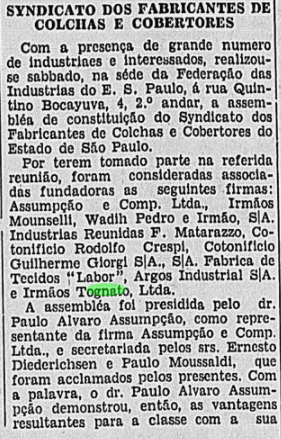 SYNDICATO DOS FABRICANTES DE
COLCHAS E COBERTORES
Com a presença de grande numero
de industriaes e interessados, realizou-
se sabbado, na séde da Federação das
Industrias do E. S. Paulo, á rua Quin-
tino Bocayuva, 4, 2.º andar, a assem-
bléa de constituição do Syndicato dos
Fabricantes de Colchas e Cobertores do
Estado de São Paulo.
Por terem tomado parte na referida
reunião, foram consideradas associa-
das fundadoras as seguintes firmas:
Assumpção e Comp. Ltda., Irmãos
Mounselli, Wadih Pedro e Irmão, S|A.
Industrias Reunidas F. Matarazzo, Co-
tonificio Rodolfo Crespi, Cotonificio
Guilherme Giorgi S|A., S|A. Fabrica de
Tecidos "Labor", Argos Industrial S|A.
e Irmãos Tognato, Ltda.
A assembléa foi presidida pelo dr.
Paulo Alvaro Assumpção, como repre-
sentante da firma Assumpção e Comp.
Ltda., e secretariada pelos srs. Ernesto
Diederichsen e Paulo Moussaldi, que
foram acclamados pelos presentes. Com
a palavra, o dr. Paulo Alvaro Assum-
pção demonstrou, então, as vantagens
resultantes para a classe com a sua